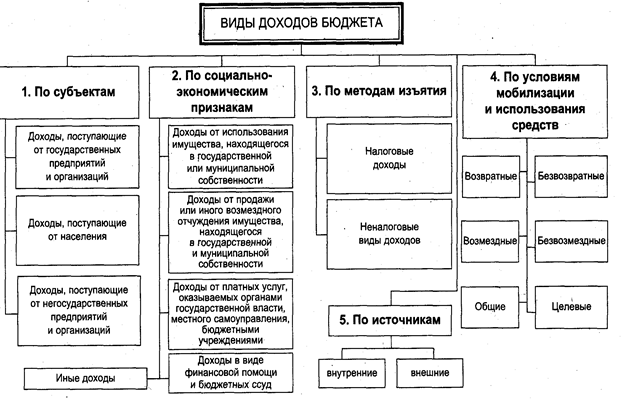 ВИДЫ ДОХОДОВ БЮДЖЕТА
1. По субъектам
Доходы, поступающие
от государственных
предприятий
и организаций
Доходы, поступающие
от населения
Доходы, поступающие
от негосударственных
предприятий
и организаций
2. По социально-
экономическим
признакам
Доходы от использования
имущества, находящегося
в государственной
или муниципальной
собственности
Доходы от продажи
или иного возмездного
отчуждения имущества,
находящегося
в государственной
и муниципальной
собственности
Доходы от платных услуг,
оказываемых органами
государственной власти,
местного самоуправления,
бюджетными
учреждениями
Доходы в виде
финансовой помощи
и бюджетных ссуд
Иные доходы
3. По методам изъятия
Налоговые
доходы
Неналоговые
виды доходов
4. По условиям
мобилизации
и использования
средств
Возвратные
Безвозвратные
Возмездные
Безвозмездные
Общие
Целевые
5. По источникам
внутренние
внешние